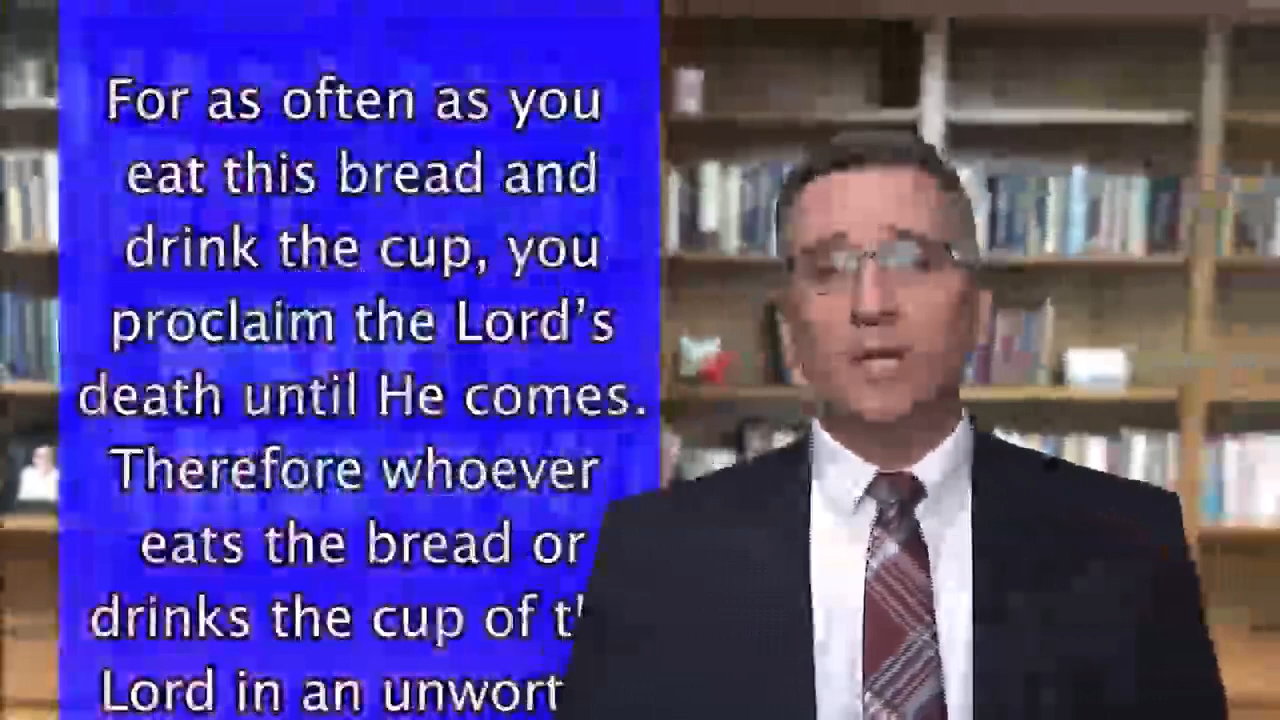 For as often as you
eat this bread and
drink the cup, you
proclaim the Lord's
death until He comes.
Therefore whoever
eats the bread or
drinks the cup of
Lord in an